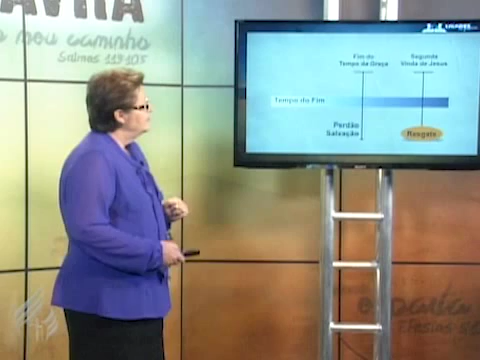 AVRA
meu caminho
Salmos 119:105
Fim do
Tempo da Graça
Segunda
Vinda de Jesus
Tempo do Fim
Perdão
Salvação
Resgate